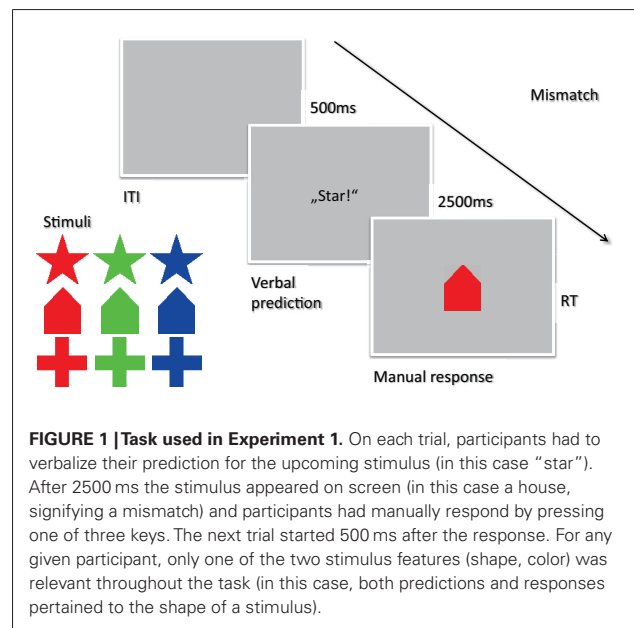 Mismatch
500ms
ITI
„Star!“
2500ms
Stimuli
Verbal
prediction
RT
Manual response
FIGURE 1 | Task used in Experiment 1. On each trial, participants had to
verbalize their prediction for the upcoming stimulus (in this case “star”).
After 2500 ms the stimulus appeared on screen (in this case a house,
signifying a mismatch) and participants had manually respond by pressing
one of three keys. The next trial started 500 ms after the response. For any
given participant, only one of the two stimulus features (shape, color) was
relevant throughout the task (in this case, both predictions and responses
pertained to the shape of a stimulus).